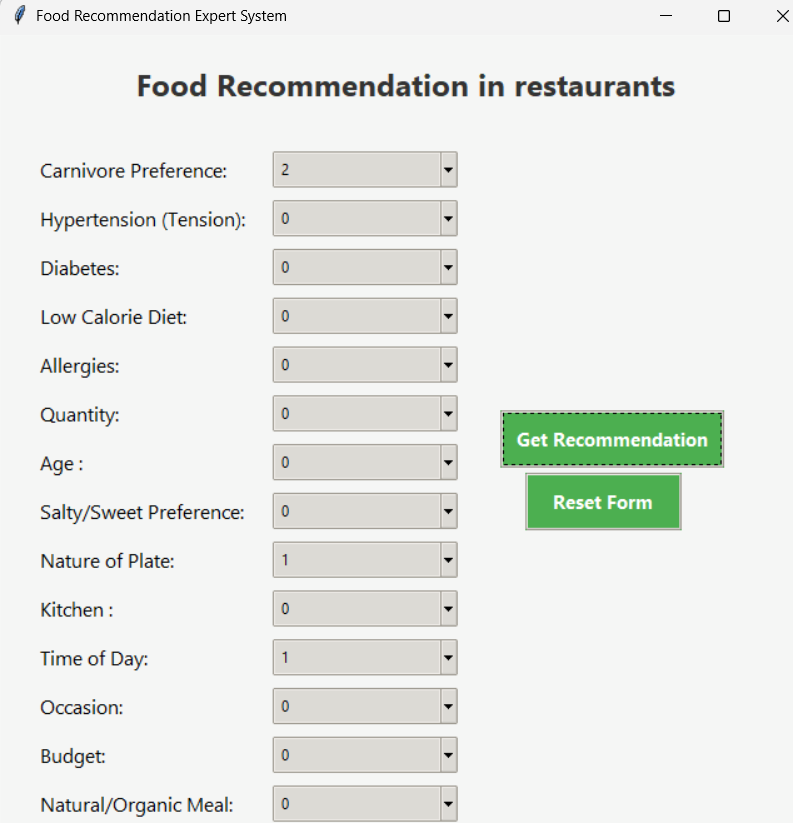 Food Recommendation Expert System
Food Recommendation in restaurants
Carnivore Preference: 2
Hypertension (Tension): 0
Diabetes: 0
Low Calorie Diet: 0
Allergies: 0
Quantity: 0
Get Recommendation
Age : 0
Reset Form
Salty/Sweet Preference: 0
Nature of Plate: 1
Kitchen : 0
Time of Day: 1
Occasion: 0
Budget: 0
Natural/Organic Meal: 0